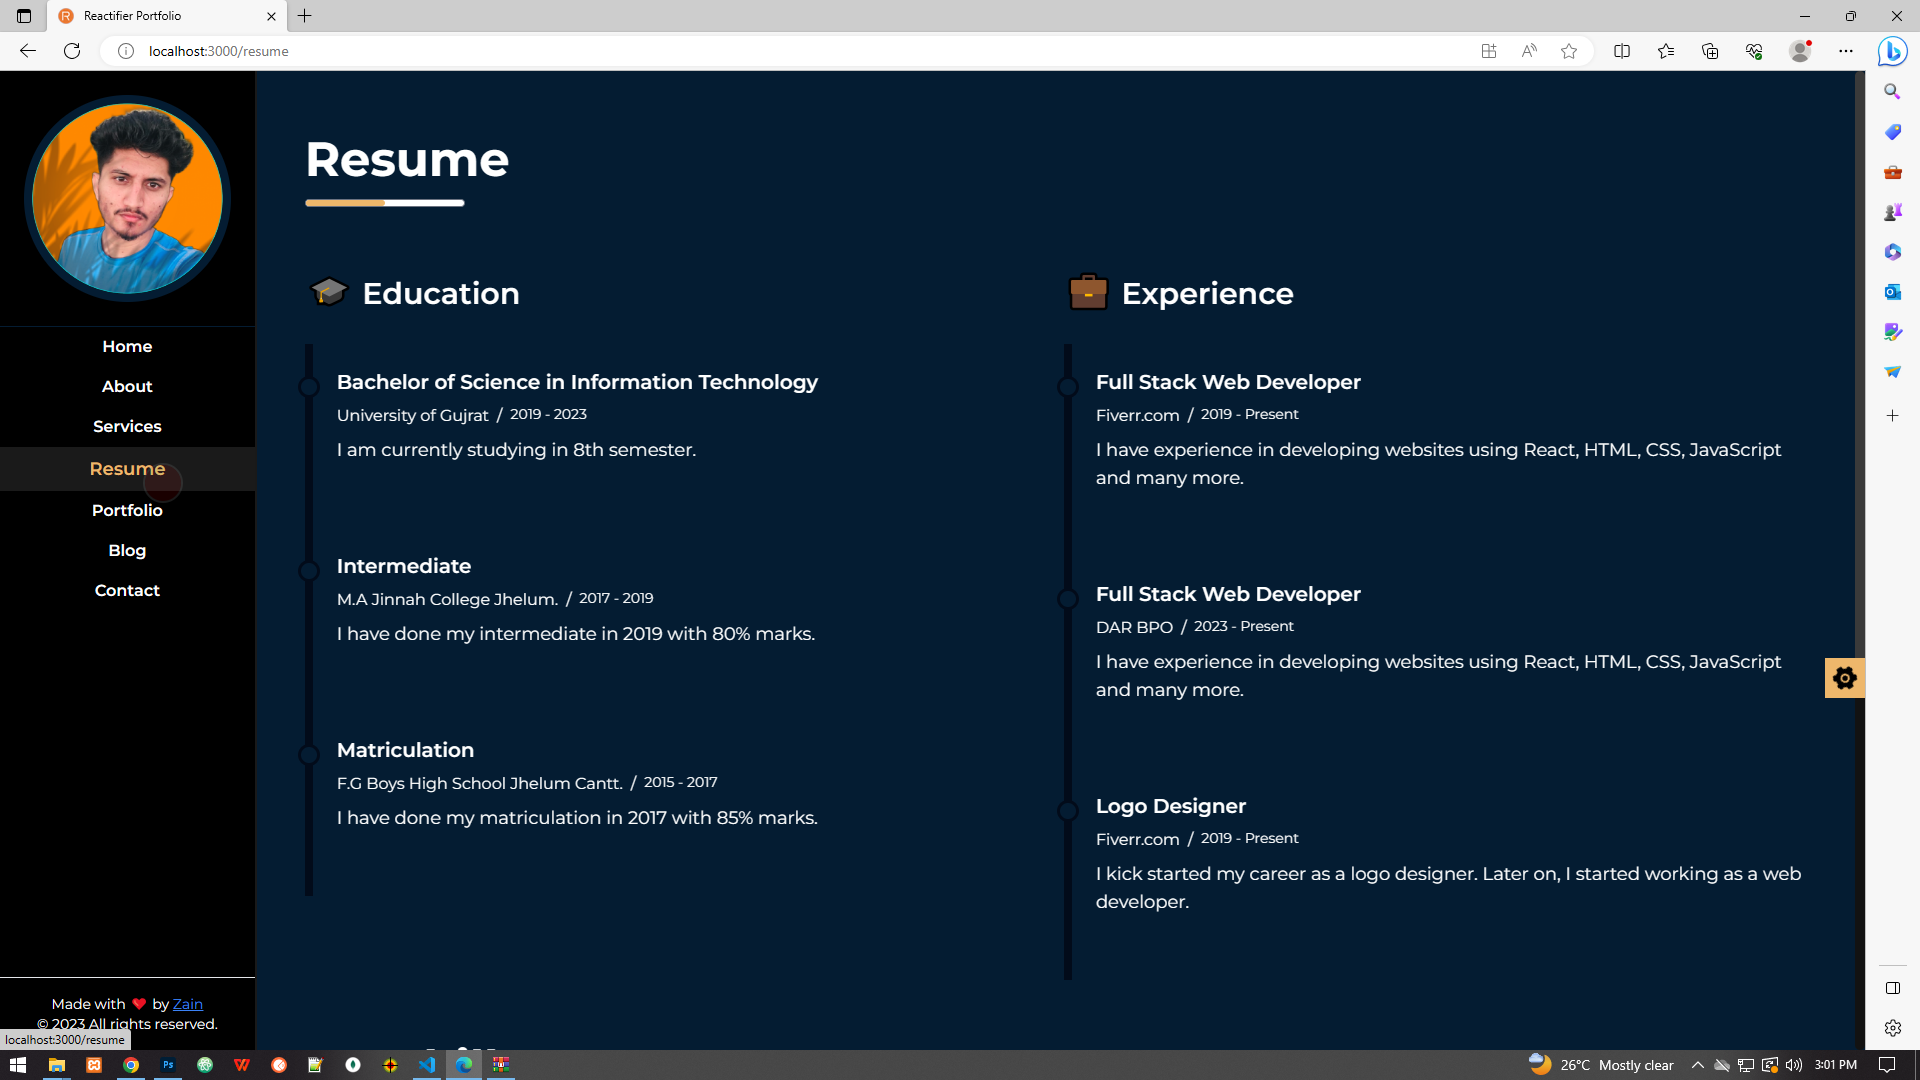 Reactifier Portfolio
localhost:3000/resume
Resume
Education
Experience
Home
About
Services
Resume
Portfolio
Blog
Contact
Bachelor of Science in Information Technology
University of Gujrat / 2019 - 2023
I am currently studying in 8th semester.
Intermediate
M.A Jinnah College Jhelum. / 2017 - 2019
I have done my intermediate in 2019 with 80% marks.
Matriculation
F.G Boys High School Jhelum Cantt. / 2015 - 2017
I have done my matriculation in 2017 with 85% marks.
Full Stack Web Developer
Fiverr.com / 2019 - Present
I have experience in developing websites using React, HTML, CSS, JavaScript
and many more.
Full Stack Web Developer
DAR BPO / 2023 - Present
I have experience in developing websites using React, HTML, CSS, JavaScript
and many more.
Logo Designer
Fiverr.com / 2019 - Present
I kick started my career as a logo designer. Later on, I started working as a web
developer.
Made with ❤ by Zain
© 2023 All rights reserved.
localhost:3000/resume
26°C Mostly clear
3:01 PM